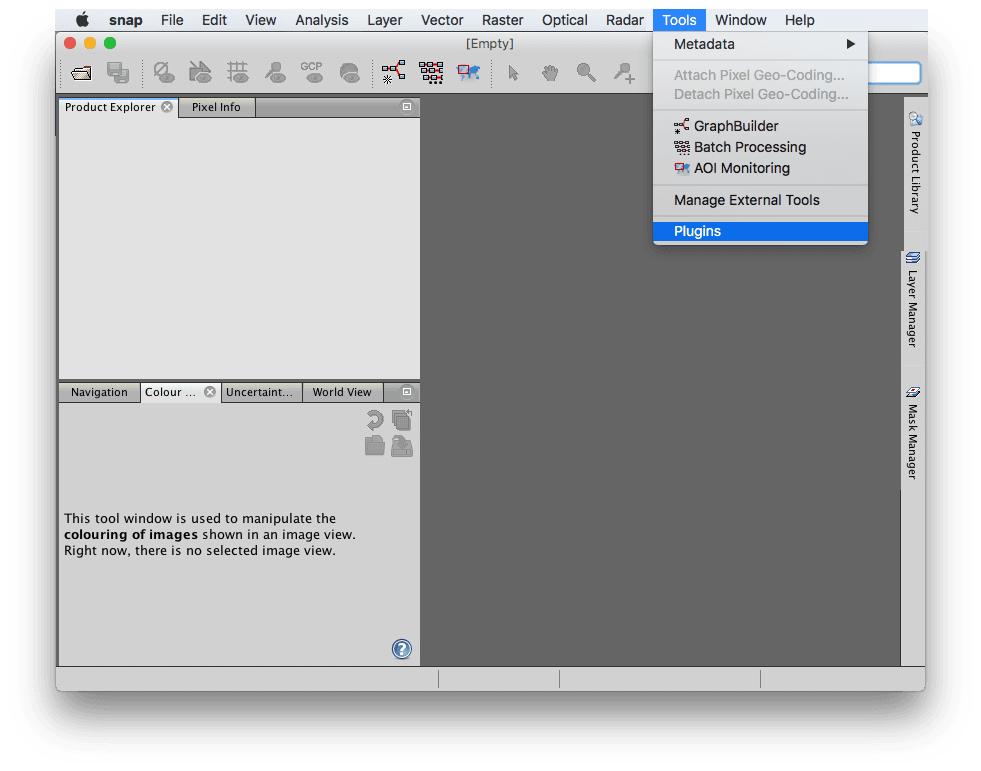 snap File Edit View Analysis Layer Vector Raster Optical Radar Tools Window Help
[Empty]
Metadata
Attach Pixel Geo-Coding...
Detach Pixel Geo-Coding...
GraphBuilder
Batch Processing
AOI Monitoring
Manage External Tools
Plugins
GCP
Product Explorer Pixel Info
Product Library
Layer Manager
Mask Manager
Navigation Colour ... Uncertaint... World View
This tool window is used to manipulate the
colouring of images shown in an image view.
Right now, there is no selected image view.
?